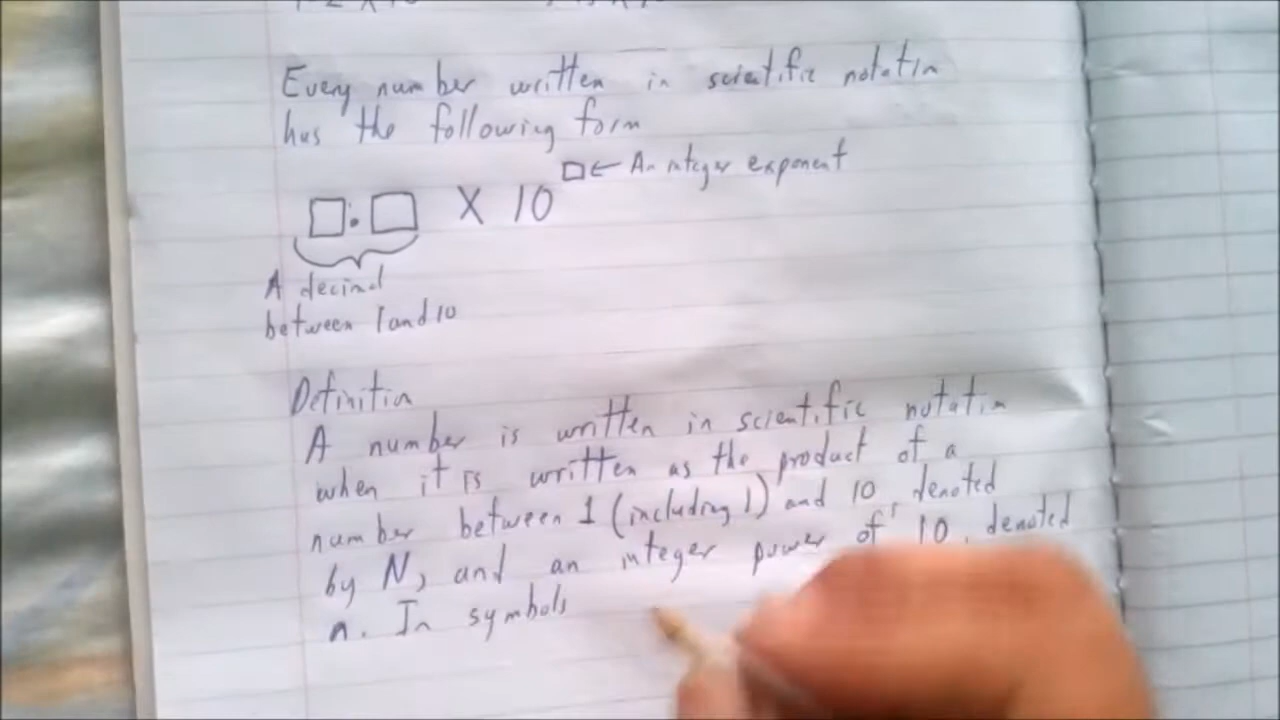 Every number written in scientific notation
has the following form
□.□ X 10 □ ← An integer exponent
A decimal
between 1 and 10
Definition
A number is written in scientific notation
when it is written as the product of a
number between 1 (including 1) and 10, denoted
by N, and an integer power of 10, denoted
n. In symbols